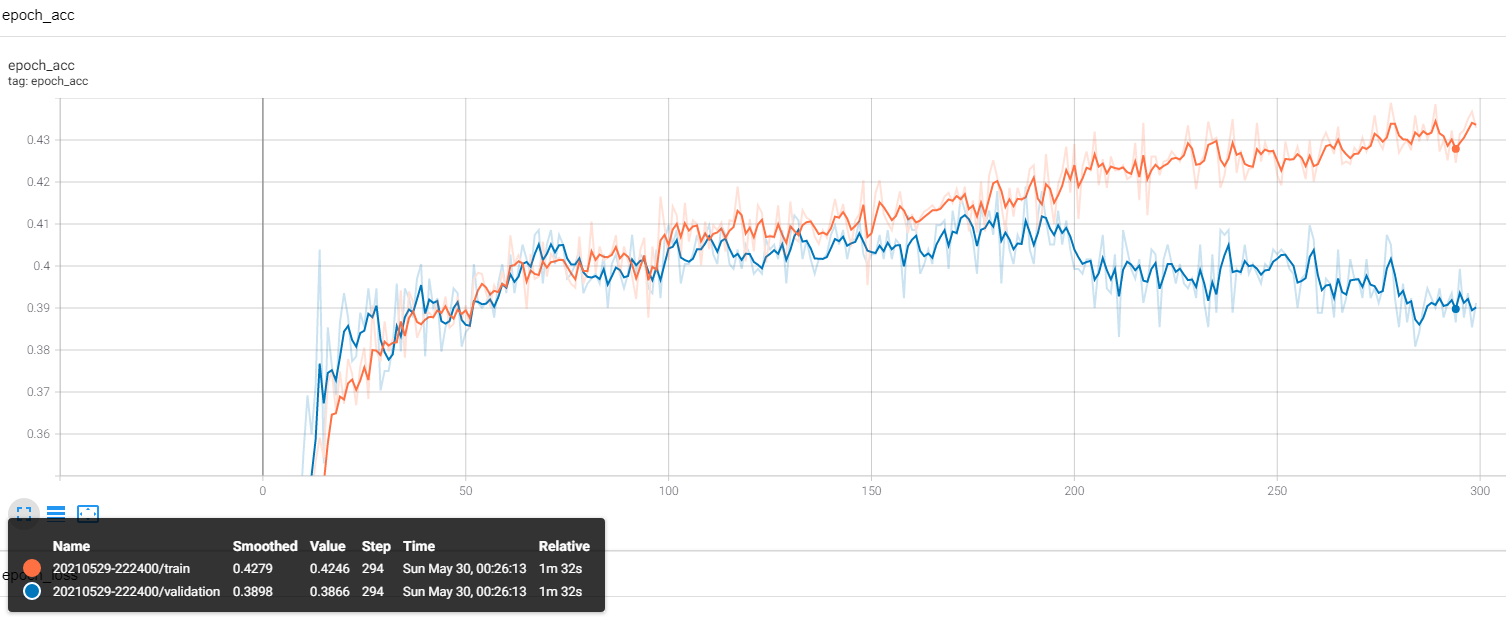 epoch_acc
epoch_acc
tag: epoch_acc
0.43
0.42
0.41
0.4
0.39
0.38
0.37
0.36
0 50 100 150 200 250 300
Name Smoothed Value Step Time Relative
20210529-222400/train 0.4279 0.4246 294 Sun May 30, 00:26:13 1m 32s
epoch_loss
20210529-222400/validation 0.3898 0.3866 294 Sun May 30, 00:26:13 1m 32s